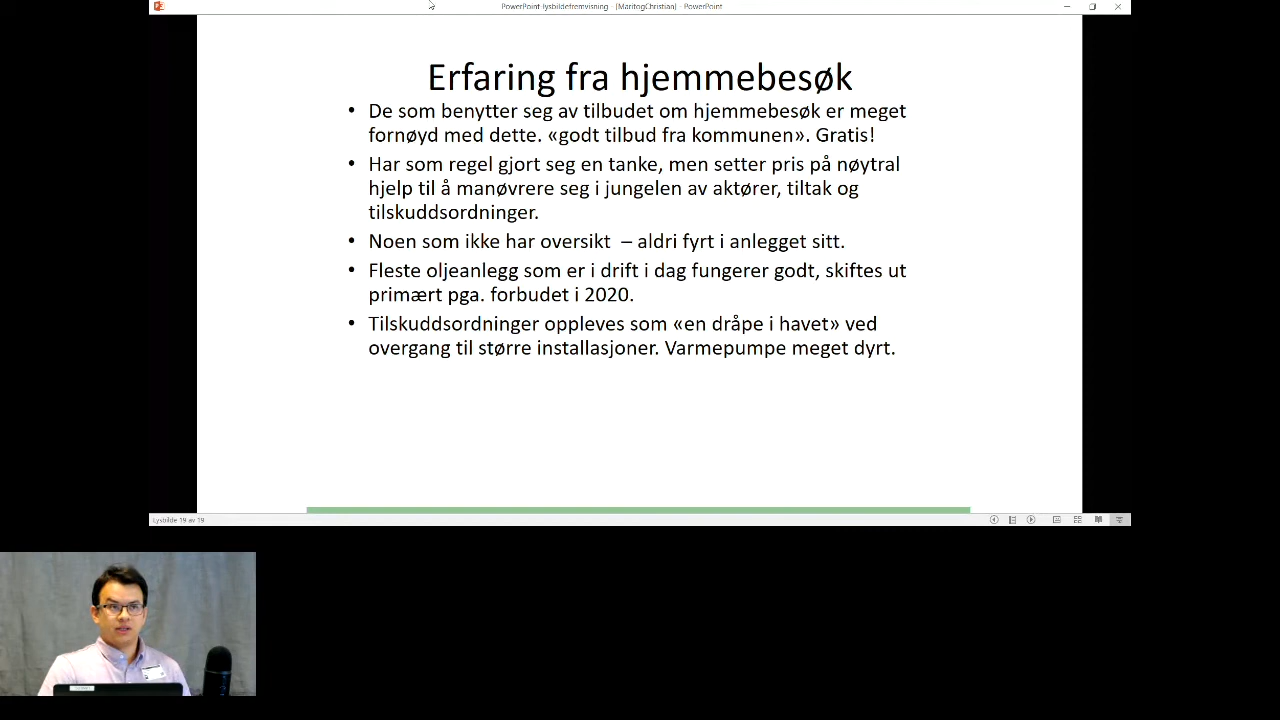 PowerPoint-lysbildefremvisning - [MaritogChristian] - PowerPoint
Erfaring fra hjemmebesøk
• De som benytter seg av tilbudet om hjemmebesøk er meget
fornøyd med dette. «godt tilbud fra kommunen». Gratis!
• Har som regel gjort seg en tanke, men setter pris på nøytral
hjelp til å manøvrere seg i jungelen av aktører, tiltak og
tilskuddsordninger.
• Noen som ikke har oversikt – aldri fyrt i anlegget sitt.
• Fleste oljeanlegg som er i drift i dag fungerer godt, skiftes ut
primært pga. forbudet i 2020.
• Tilskuddsordninger oppleves som «en dråpe i havet» ved
overgang til større installasjoner. Varmepumpe meget dyrt.
Lysbilde 19 av 19